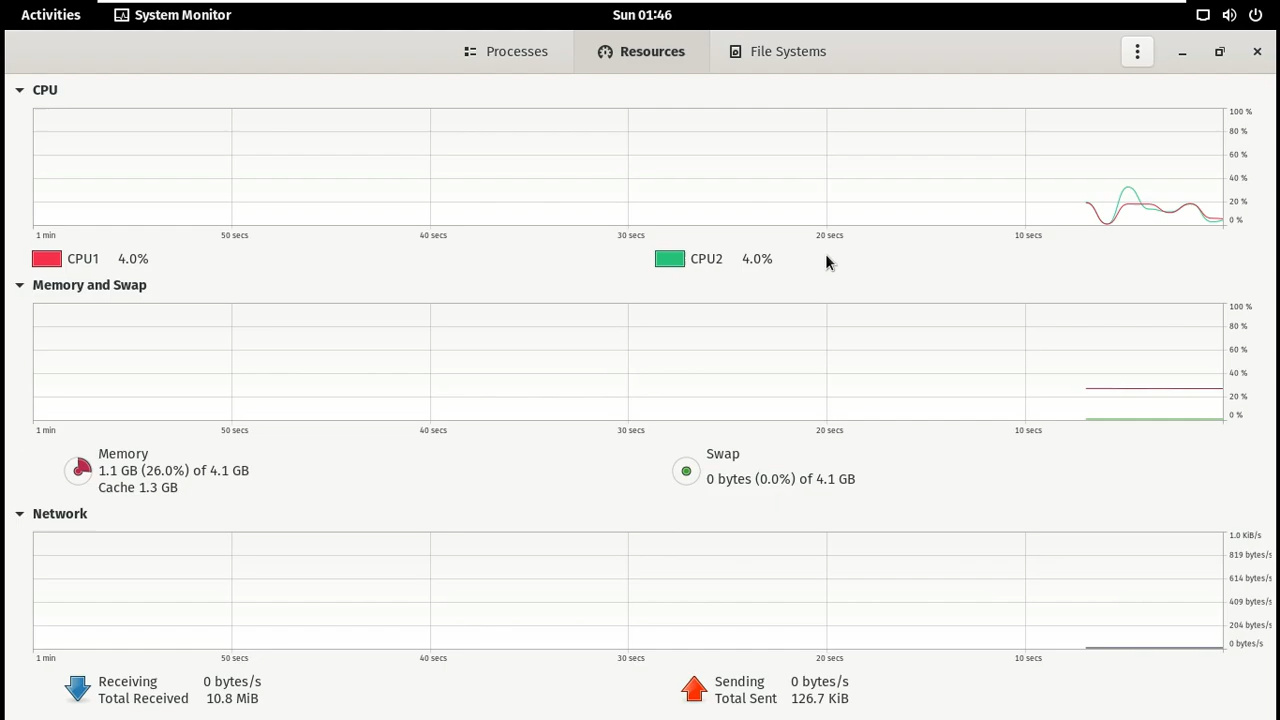 Activities System Monitor Sun 01:46
Processes Resources File Systems
CPU
100 %
80 %
60 %
40 %
20 %
0 %
1 min 50 secs 40 secs 30 secs 20 secs 10 secs
CPU1 4.0% CPU2 4.0%
Memory and Swap
100 %
80 %
60 %
40 %
20 %
0 %
1 min 50 secs 40 secs 30 secs 20 secs 10 secs
Memory
1.1 GB (26.0%) of 4.1 GB
Cache 1.3 GB
Swap
0 bytes (0.0%) of 4.1 GB
Network
1.0 KiB/s
819 bytes/s
614 bytes/s
409 bytes/s
204 bytes/s
0 bytes/s
1 min 50 secs 40 secs 30 secs 20 secs 10 secs
Receiving 0 bytes/s
Total Received 10.8 MiB
Sending 0 bytes/s
Total Sent 126.7 KiB